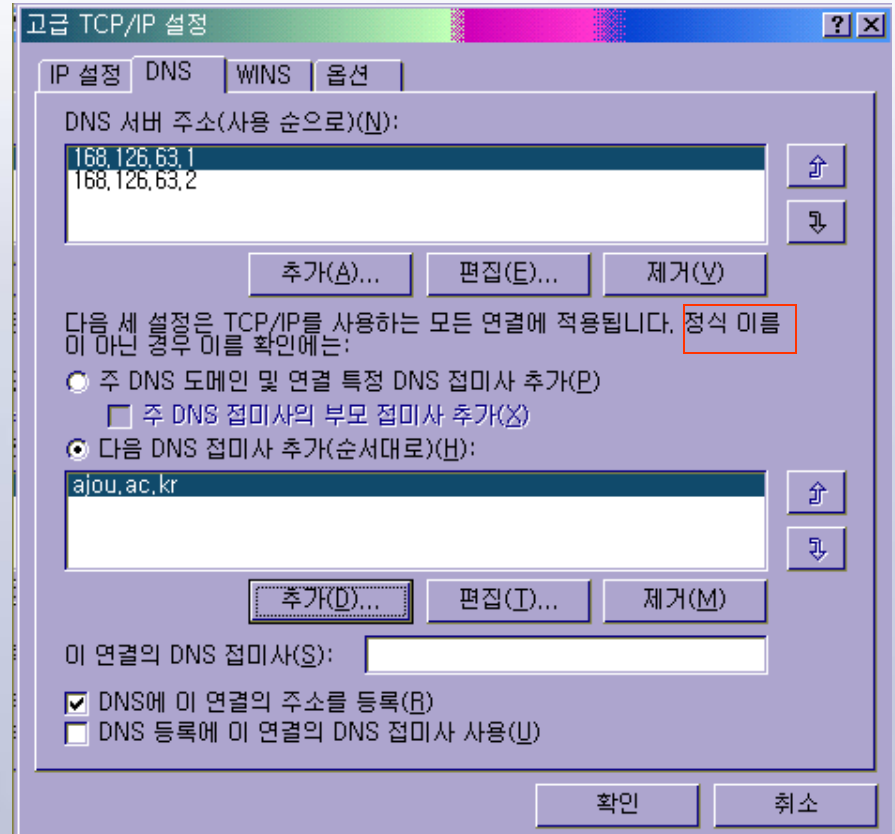 고급 TCP/IP 설정
IP 설정 DNS WINS 옵션
DNS 서버 주소(사용 순으로)(N):
168,126,63,1
168,126,63,2
추가(A)... 편집(E)... 제거(V)
다음 세 설정은 TCP/IP를 사용하는 모든 연결에 적용됩니다. 정식 이름
이 아닌 경우 이름 확인에는:
주 DNS 도메인 및 연결 특정 DNS 접미사 추가(P)
주 DNS 접미사의 부모 접미사 추가(X)
다음 DNS 접미사 추가(순서대로)(H):
ajou,ac,kr
추가(D)... 편집(T)... 제거(M)
이 연결의 DNS 접미사(S):
DNS에 이 연결의 주소를 등록(R)
DNS 등록에 이 연결의 DNS 접미사 사용(U)
확인 취소